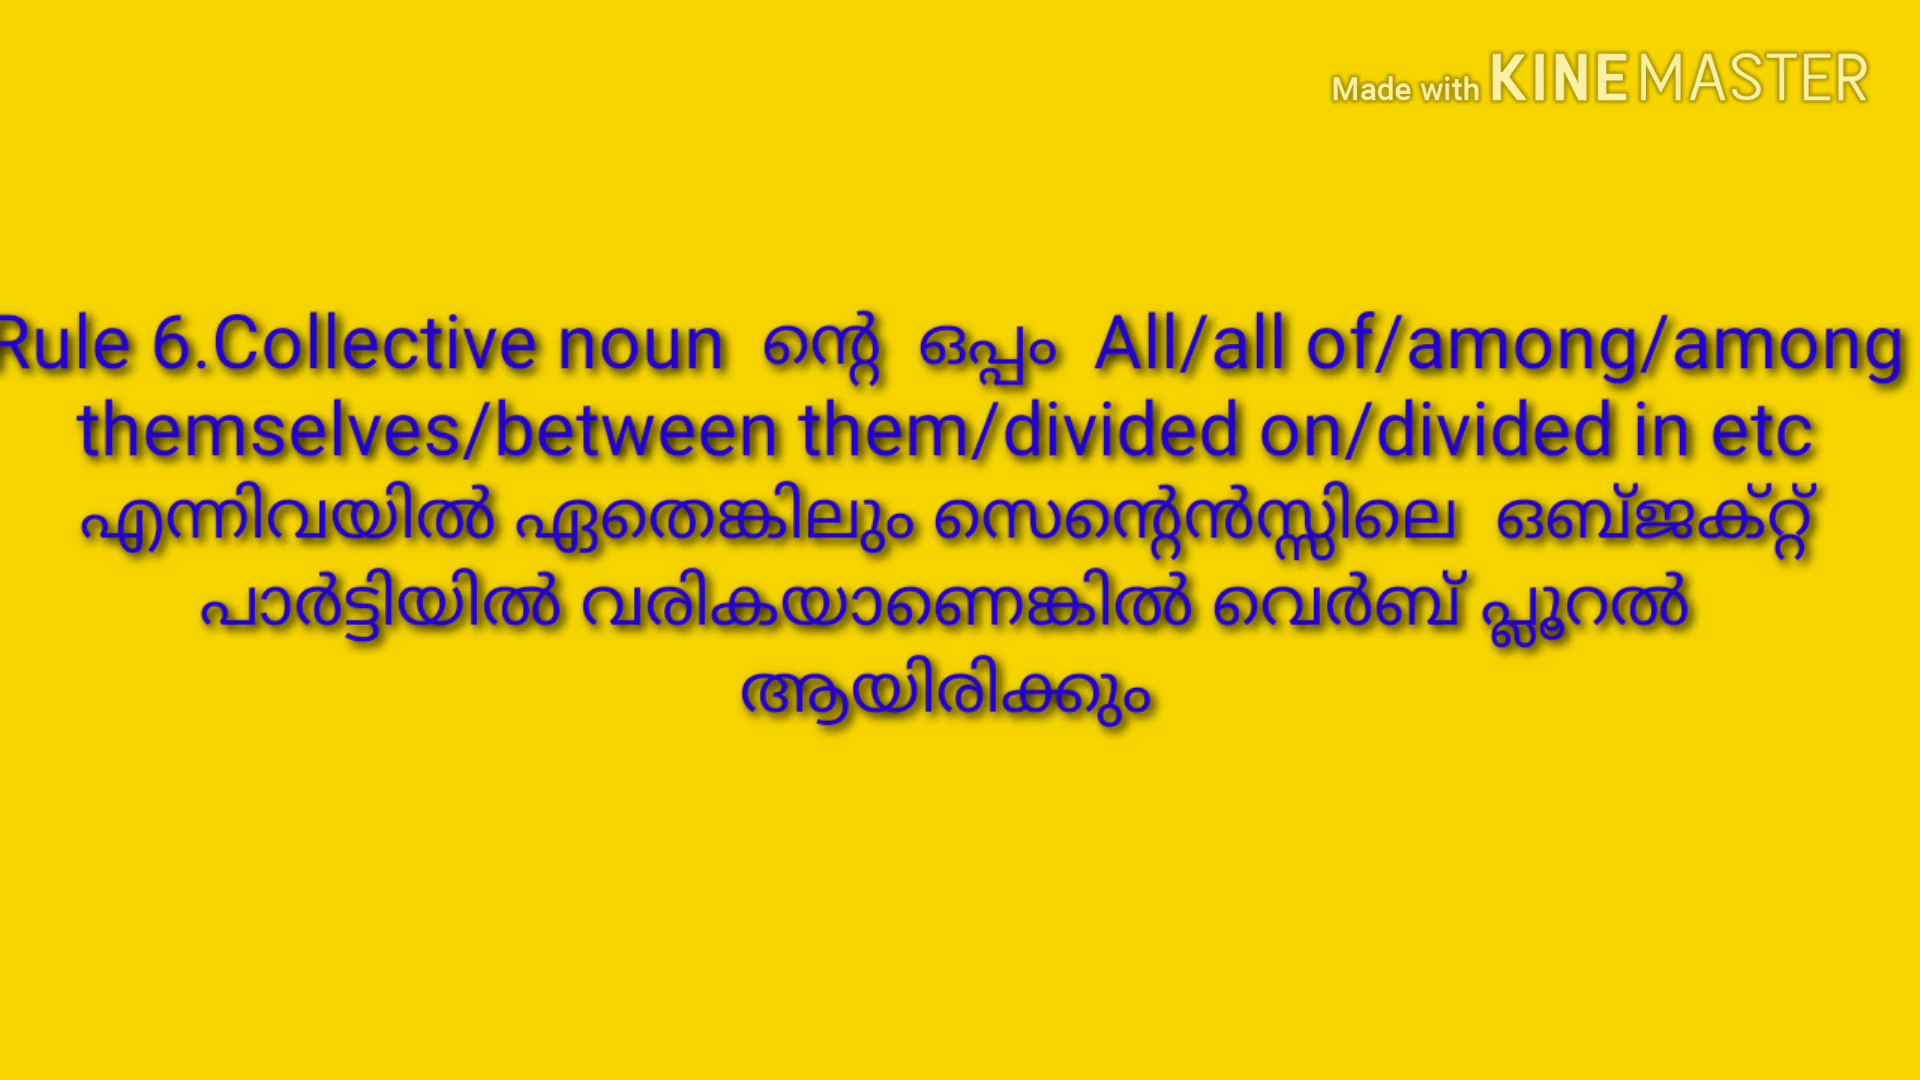 Made with KINEMASTER
Rule 6.Collective noun ന്റെ ഒപ്പം All/all of/among/among
themselves/between them/divided on/divided in etc
എന്നിവയിൽ ഏതെങ്കിലും സെന്റെൻസ്സിലെ ഒബ്ജക്റ്റ്
പാർട്ടിയിൽ വരികയാണെങ്കിൽ വെർബ് പ്ലൂറൽ
ആയിരിക്കും